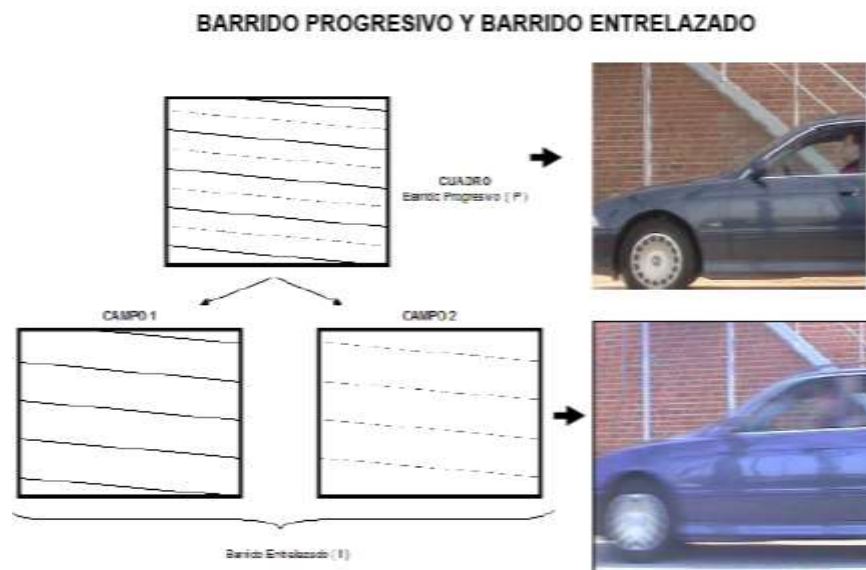 BARRIDO PROGRESIVO Y BARRIDO ENTRELAZADO
CUADRO
Barrido Progresivo ( P )
CAMPO 1
CAMPO 2
Barrido Entrelazado ( I )